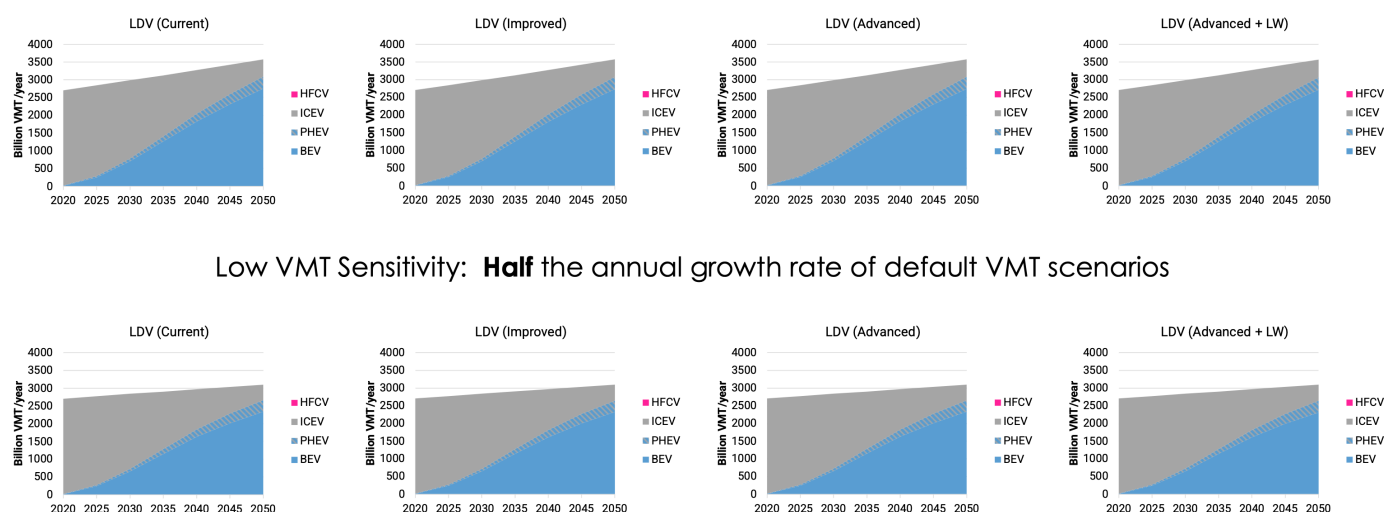 LDV (Current)
4000
3500
3000
2500
2000
1500
1000
500
0
Billion VMT/year
2020 2025 2030 2035 2040 2045 2050
HFCV
ICEV
PHEV
BEV
LDV (Improved)
4000
3500
3000
2500
2000
1500
1000
500
0
Billion VMT/year
2020 2025 2030 2035 2040 2045 2050
HFCV
ICEV
PHEV
BEV
LDV (Advanced)
4000
3500
3000
2500
2000
1500
1000
500
0
Billion VMT/year
2020 2025 2030 2035 2040 2045 2050
HFCV
ICEV
PHEV
BEV
LDV (Advanced + LW)
4000
3500
3000
2500
2000
1500
1000
500
0
Billion VMT/year
2020 2025 2030 2035 2040 2045 2050
HFCV
ICEV
PHEV
BEV
Low VMT Sensitivity: Half the annual growth rate of default VMT scenarios
LDV (Current)
4000
3500
3000
2500
2000
1500
1000
500
0
Billion VMT/year
2020 2025 2030 2035 2040 2045 2050
HFCV
ICEV
PHEV
BEV
LDV (Improved)
4000
3500
3000
2500
2000
1500
1000
500
0
Billion VMT/year
2020 2025 2030 2035 2040 2045 2050
HFCV
ICEV
PHEV
BEV
LDV (Advanced)
4000
3500
3000
2500
2000
1500
1000
500
0
Billion VMT/year
2020 2025 2030 2035 2040 2045 2050
HFCV
ICEV
PHEV
BEV
LDV (Advanced + LW)
4000
3500
3000
2500
2000
1500
1000
500
0
Billion VMT/year
2020 2025 2030 2035 2040 2045 2050
HFCV
ICEV
PHEV
BEV